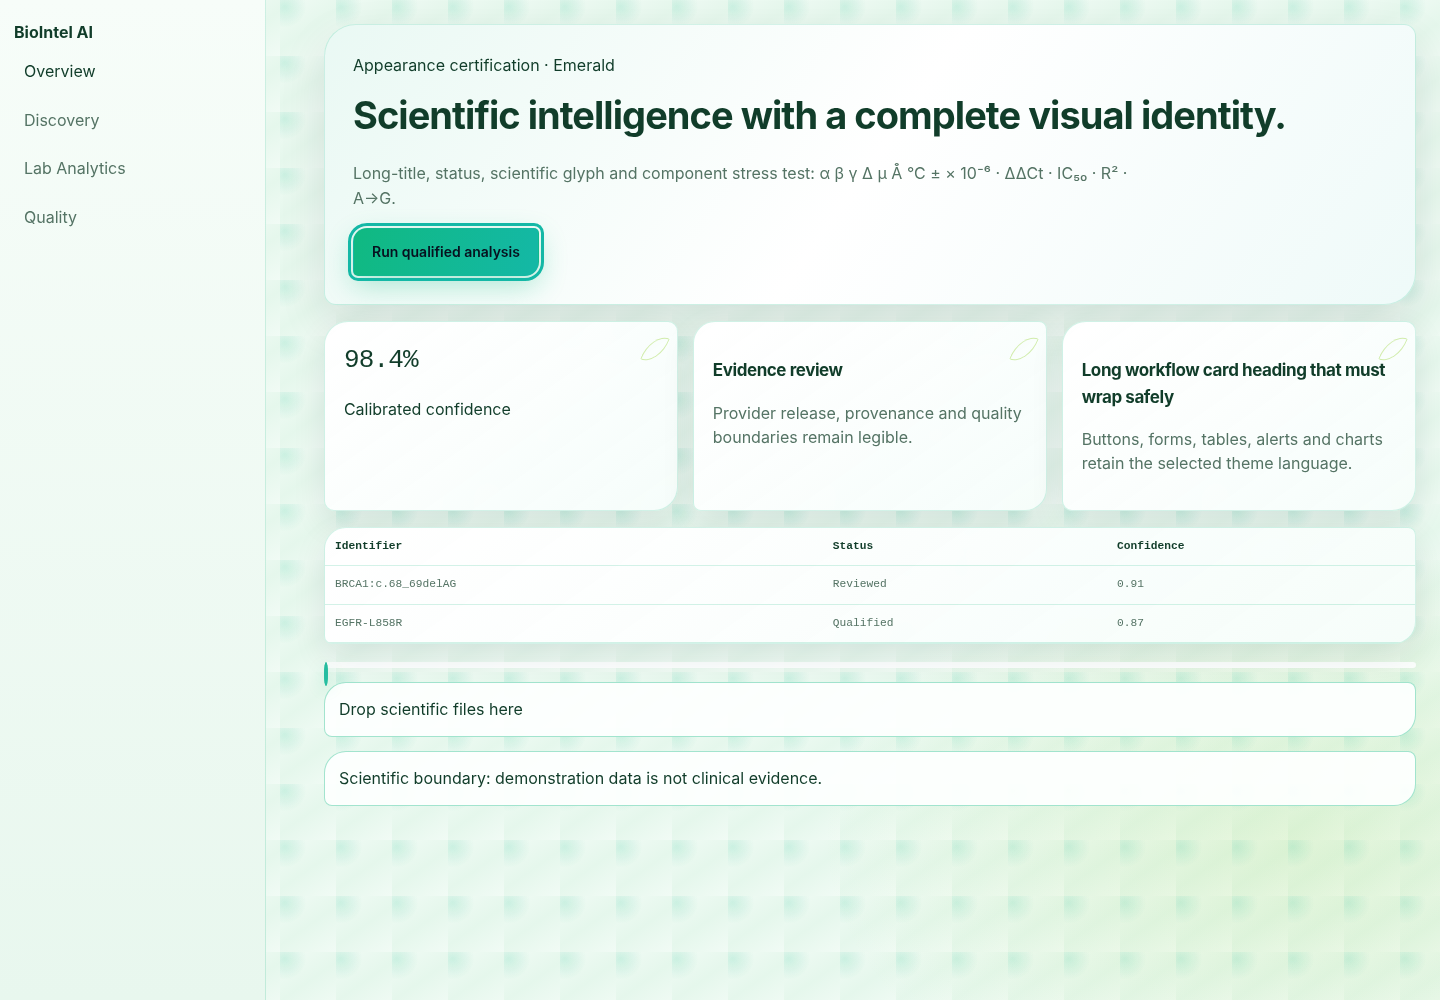 BioIntel AI
Overview
Discovery
Lab Analytics
Quality
Appearance certification · Emerald
Scientific intelligence with a complete visual identity.
Long-title, status, scientific glyph and component stress test: α β γ Δ μ Å °C ± × 10⁻⁶ · ΔΔCt · IC₅₀ · R² ·
A→G.
Run qualified analysis
98.4%
Calibrated confidence
Evidence review
Provider release, provenance and quality
boundaries remain legible.
Long workflow card heading that must
wrap safely
Buttons, forms, tables, alerts and charts
retain the selected theme language.
Identifier Status Confidence
BRCA1:c.68_69delAG Reviewed 0.91
EGFR-L858R Qualified 0.87
Drop scientific files here
Scientific boundary: demonstration data is not clinical evidence.